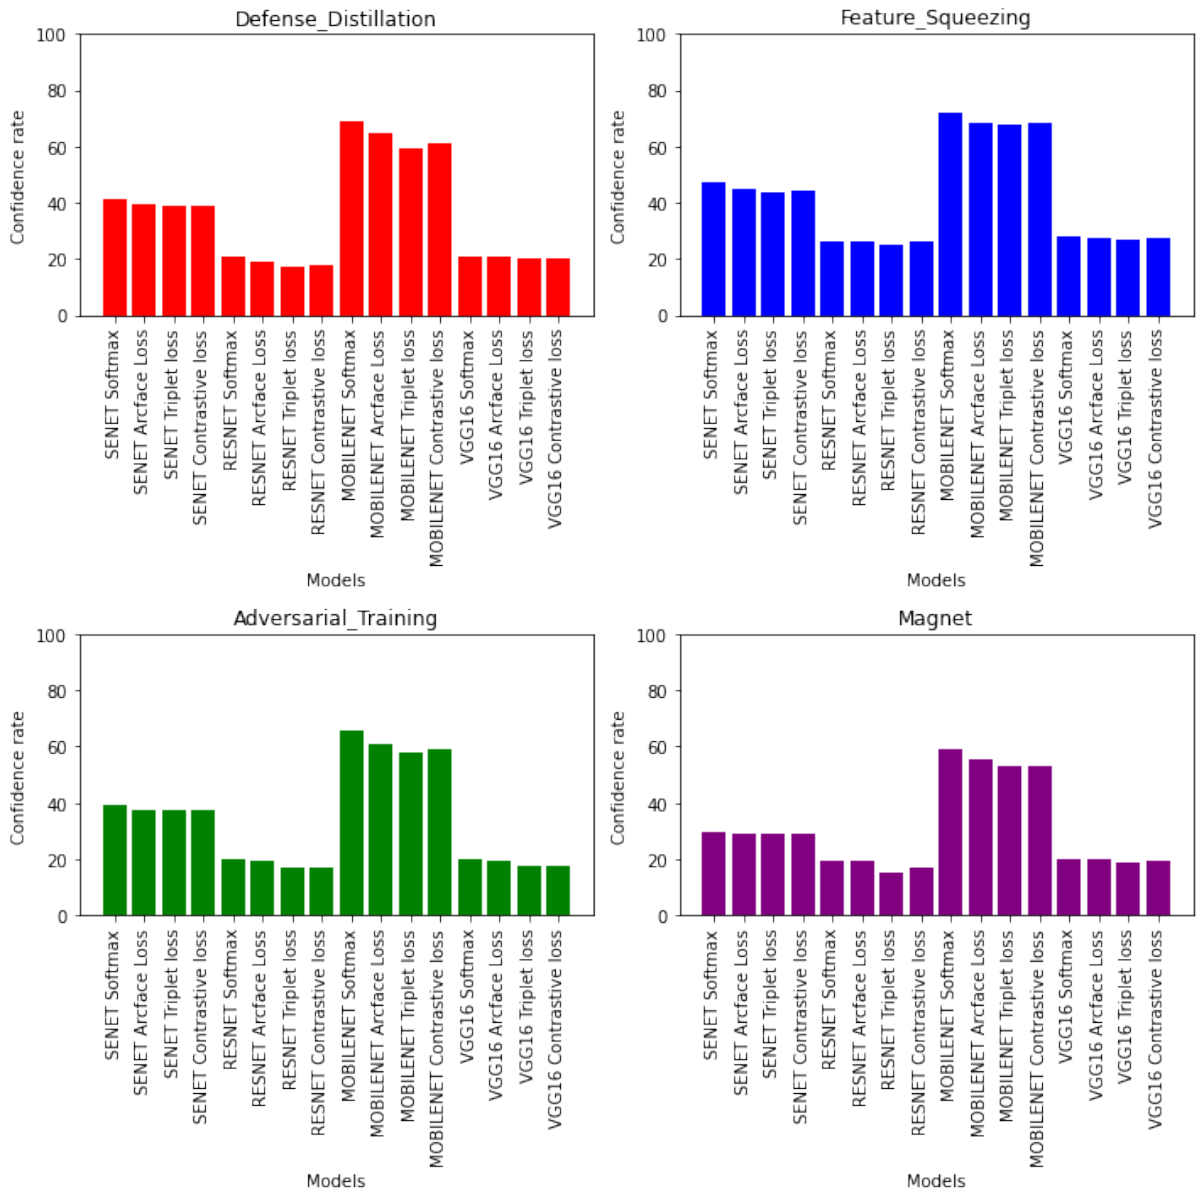 Defense_Distillation
100
80
60
40
20
0
Confidence rate
SENET Softmax
SENET Arcface Loss
SENET Triplet loss
SENET Contrastive loss
RESNET Softmax
RESNET Arcface Loss
RESNET Triplet loss
RESNET Contrastive loss
MOBILENET Softmax
MOBILENET Arcface Loss
MOBILENET Triplet loss
MOBILENET Contrastive loss
VGG16 Softmax
VGG16 Arcface Loss
VGG16 Triplet loss
VGG16 Contrastive loss
Models
Feature_Squeezing
100
80
60
40
20
0
Confidence rate
SENET Softmax
SENET Arcface Loss
SENET Triplet loss
SENET Contrastive loss
RESNET Softmax
RESNET Arcface Loss
RESNET Triplet loss
RESNET Contrastive loss
MOBILENET Softmax
MOBILENET Arcface Loss
MOBILENET Triplet loss
MOBILENET Contrastive loss
VGG16 Softmax
VGG16 Arcface Loss
VGG16 Triplet loss
VGG16 Contrastive loss
Models
Adversarial_Training
100
80
60
40
20
0
Confidence rate
SENET Softmax
SENET Arcface Loss
SENET Triplet loss
SENET Contrastive loss
RESNET Softmax
RESNET Arcface Loss
RESNET Triplet loss
RESNET Contrastive loss
MOBILENET Softmax
MOBILENET Arcface Loss
MOBILENET Triplet loss
MOBILENET Contrastive loss
VGG16 Softmax
VGG16 Arcface Loss
VGG16 Triplet loss
VGG16 Contrastive loss
Models
Magnet
100
80
60
40
20
0
Confidence rate
SENET Softmax
SENET Arcface Loss
SENET Triplet loss
SENET Contrastive loss
RESNET Softmax
RESNET Arcface Loss
RESNET Triplet loss
RESNET Contrastive loss
MOBILENET Softmax
MOBILENET Arcface Loss
MOBILENET Triplet loss
MOBILENET Contrastive loss
VGG16 Softmax
VGG16 Arcface Loss
VGG16 Triplet loss
VGG16 Contrastive loss
Models